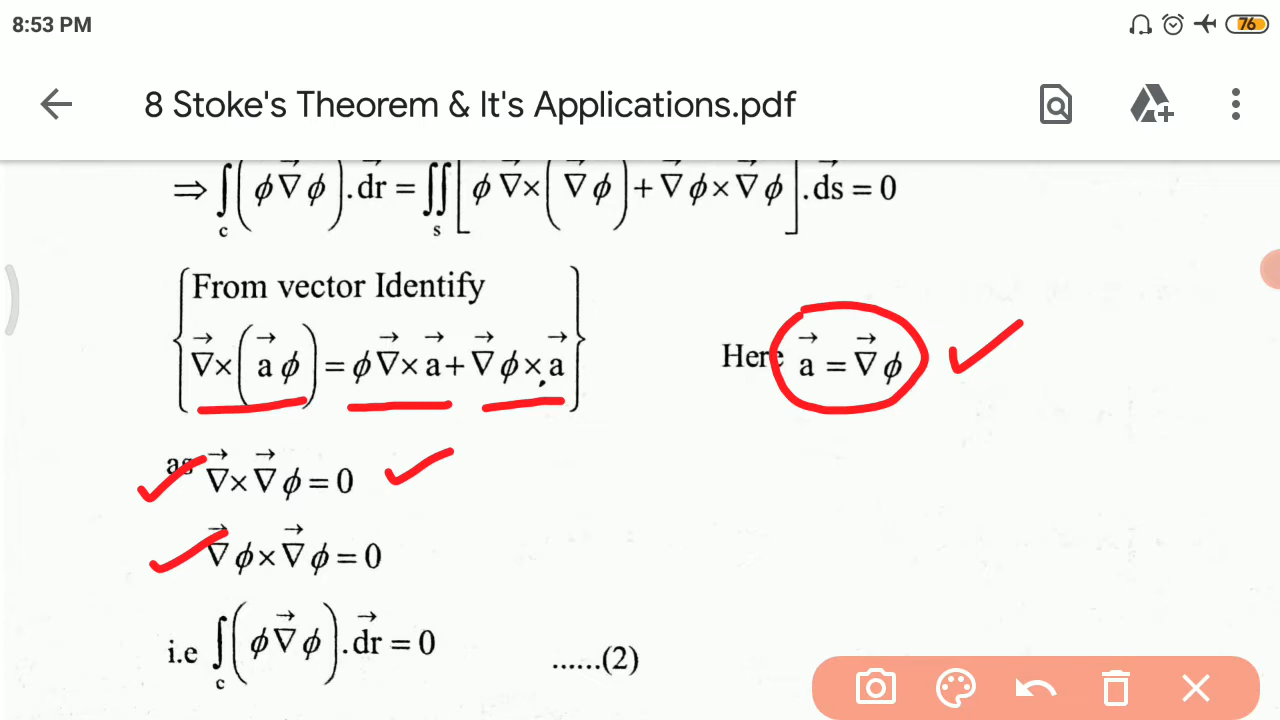 8:53 PM
76
8 Stoke's Theorem & It's Applications.pdf
⇒ ∫c (ϕ∇⃗ϕ).dr⃗ = ∬s [ϕ ∇⃗×(∇⃗ϕ)+∇⃗ϕ×∇⃗ϕ].ds⃗ = 0
{From vector Identify
∇⃗×(a⃗ϕ) = ϕ∇⃗×a⃗+∇⃗ϕ×a⃗} Here a⃗ = ∇⃗ϕ
as ∇⃗×∇⃗ϕ = 0
∇⃗ϕ×∇⃗ϕ = 0
i.e ∫c (ϕ∇⃗ϕ).dr⃗ = 0 ......(2)